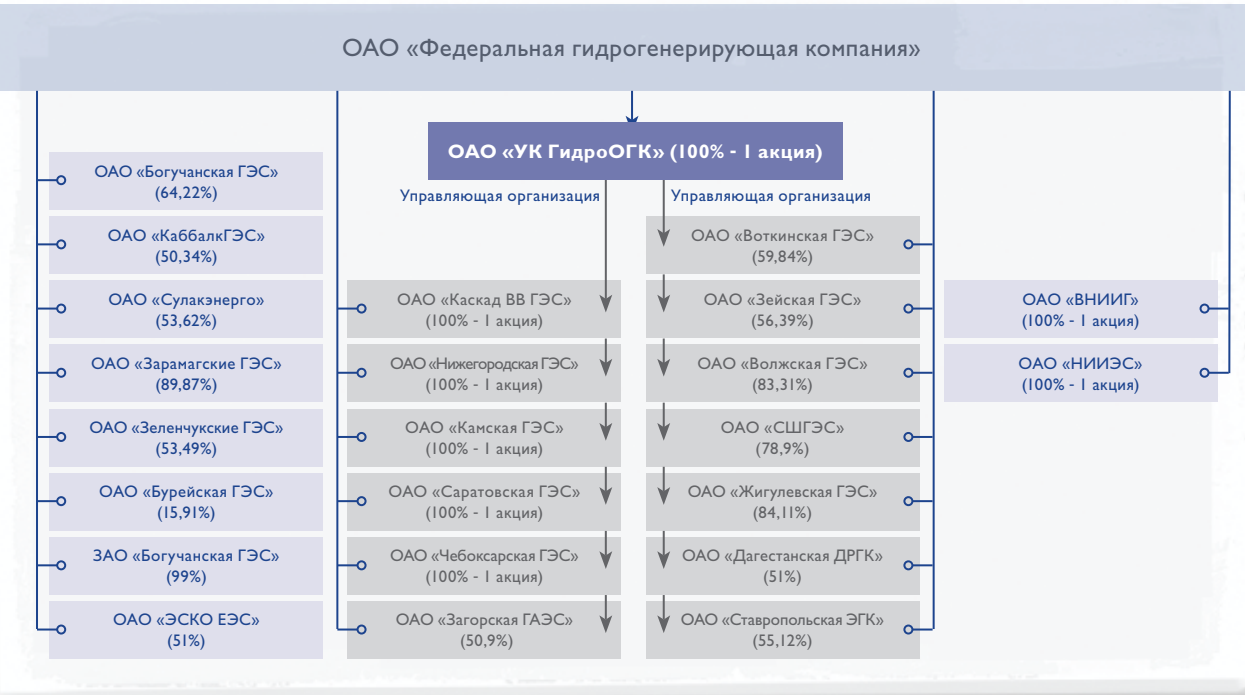 ОАО «Федеральная гидрогенерирующая компания»
ОАО «УК ГидроОГК» (100% - 1 акция)
Управляющая организация
Управляющая организация
ОАО «Богучанская ГЭС»
(64,22%)
ОАО «КаббалкГЭС»
(50,34%)
ОАО «Сулакэнерго»
(53,62%)
ОАО «Зарамагские ГЭС»
(89,87%)
ОАО «Зеленчукские ГЭС»
(53,49%)
ОАО «Бурейская ГЭС»
(15,91%)
ЗАО «Богучанская ГЭС»
(99%)
ОАО «ЭСКО ЕЭС»
(51%)
ОАО «Каскад ВВ ГЭС»
(100% - 1 акция)
ОАО «Нижегородская ГЭС»
(100% - 1 акция)
ОАО «Камская ГЭС»
(100% - 1 акция)
ОАО «Саратовская ГЭС»
(100% - 1 акция)
ОАО «Чебоксарская ГЭС»
(100% - 1 акция)
ОАО «Загорская ГАЭС»
(50,9%)
ОАО «Воткинская ГЭС»
(59,84%)
ОАО «Зейская ГЭС»
(56,39%)
ОАО «Волжская ГЭС»
(83,31%)
ОАО «СШГЭС»
(78,9%)
ОАО «Жигулевская ГЭС»
(84,11%)
ОАО «Дагестанская ДРГК»
(51%)
ОАО «Ставропольская ЭГК»
(55,12%)
ОАО «ВНИИГ»
(100% - 1 акция)
ОАО «НИИЭС»
(100% - 1 акция)